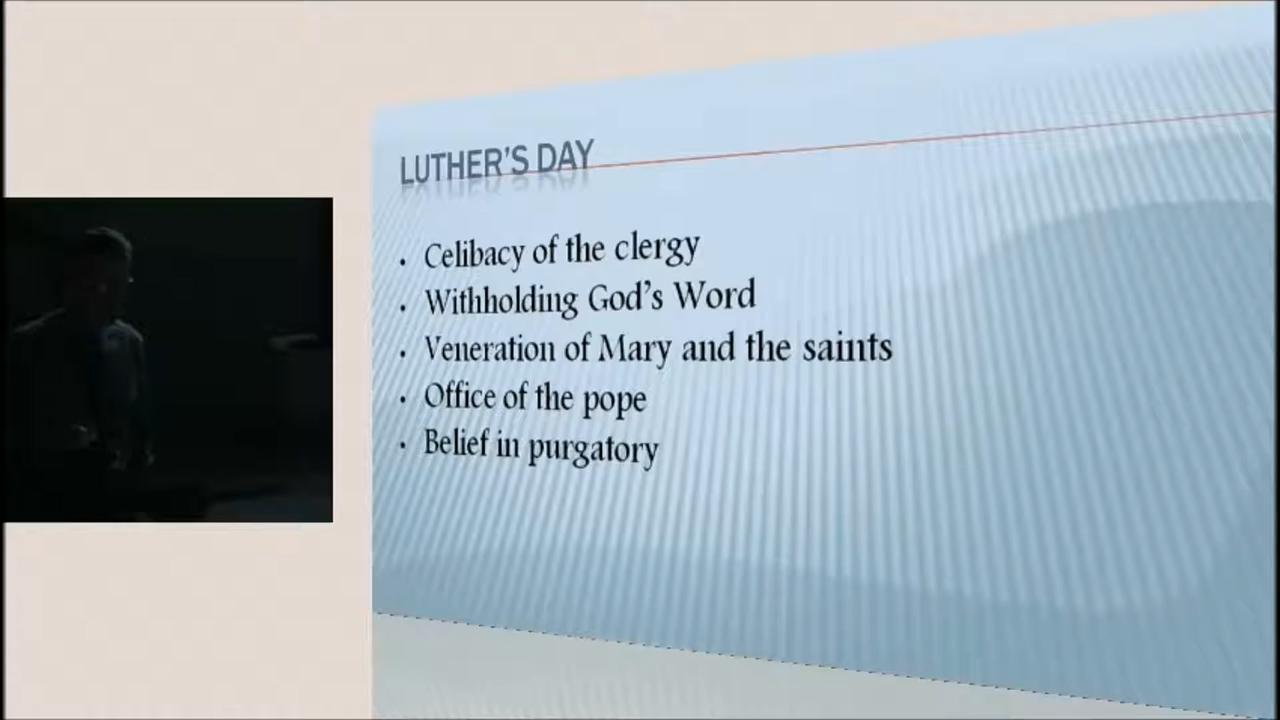 LUTHER'S DAY
• Celibacy of the clergy
• Withholding God's Word
• Veneration of Mary and the saints
• Office of the pope
• Belief in purgatory